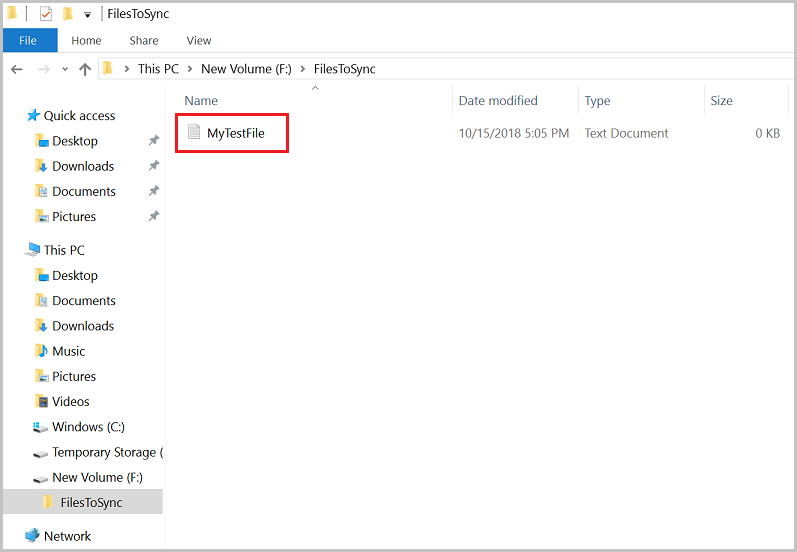 FilesToSync
File Home Share View
This PC New Volume (F:) FilesToSync
Name Date modified Type Size
MyTestFile 10/15/2018 5:05 PM Text Document 0 KB
Quick access
Desktop
Downloads
Documents
Pictures
This PC
Desktop
Documents
Downloads
Music
Pictures
Videos
Windows (C:)
Temporary Storage (
New Volume (F:)
FilesToSync
Network